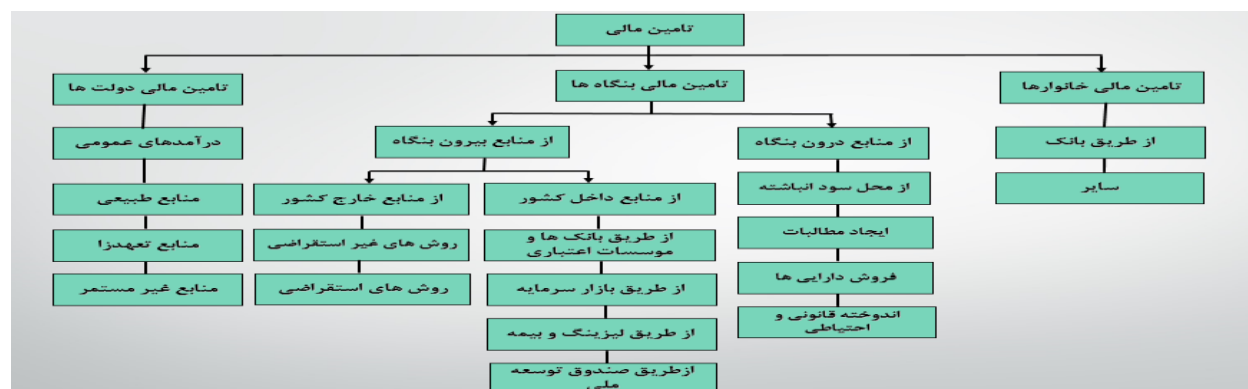 تامین مالی
تامین مالی خانوارها
از طریق بانک
سایر
تامین مالی بنگاه ها
از منابع درون بنگاه
از محل سود انباشته
ایجاد مطالبات
فروش دارایی ها
اندوخته قانونی و
احتیاطی
از منابع بیرون بنگاه
از منابع داخل کشور
از طریق بانک ها و
موسسات اعتباری
از طریق بازار سرمایه
از طریق لیزینگ و بیمه
ازطریق صندوق توسعه
ملی
از منابع خارج کشور
روش های غیر استقراضی
روش های استقراضی
تامین مالی دولت ها
درآمدهای عمومی
منابع طبیعی
منابع تعهدزا
منابع غیر مستمر